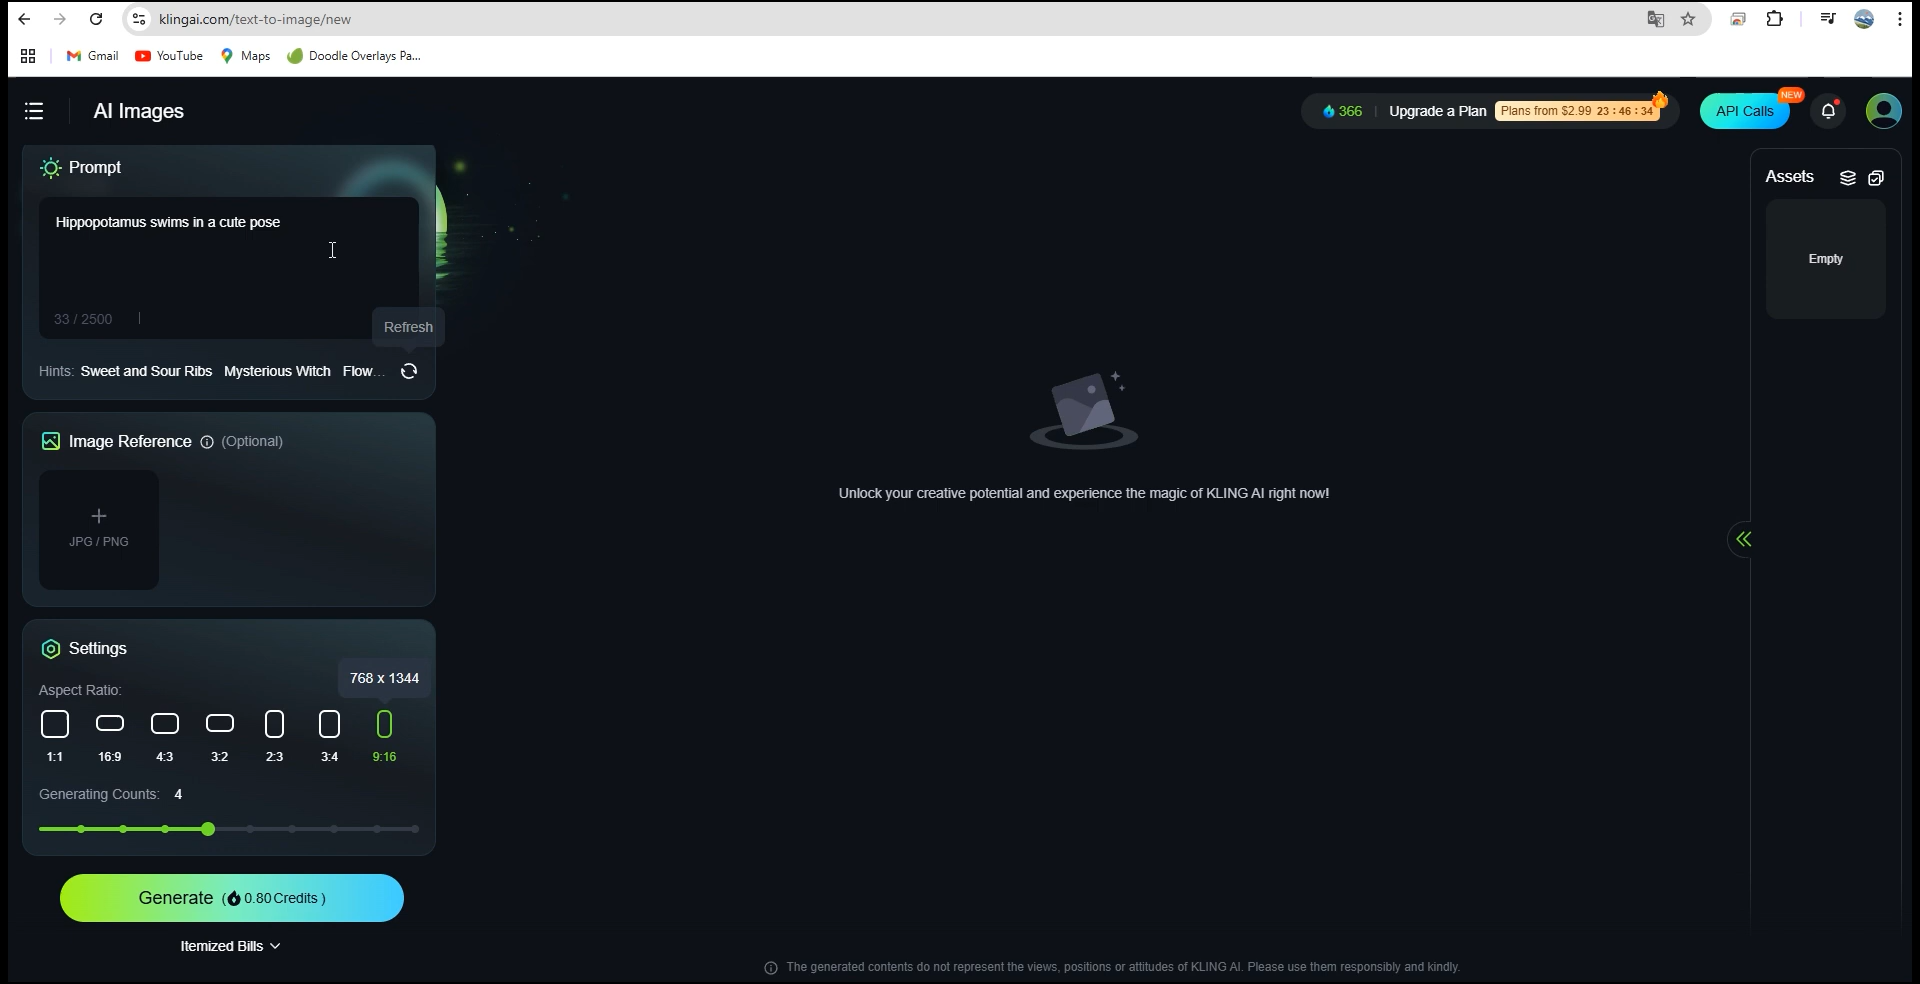 klingai.com/text-to-image/new
Gmail YouTube Maps Doodle Overlays Pa...
AI Images
366 Upgrade a Plan Plans from $2.99 23 : 46 : 34 API Calls NEW
Prompt
Hippopotamus swims in a cute pose
33 / 2500
Refresh
Hints: Sweet and Sour Ribs Mysterious Witch Flow...
Image Reference (Optional)
JPG / PNG
Settings
768 x 1344
Aspect Ratio:
1:1 16:9 4:3 3:2 2:3 3:4 9:16
Generating Counts: 4
Generate ( 0.80 Credits )
Itemized Bills
Unlock your creative potential and experience the magic of KLING AI right now!
Assets
Empty
The generated contents do not represent the views, positions or attitudes of KLING AI. Please use them responsibly and kindly.